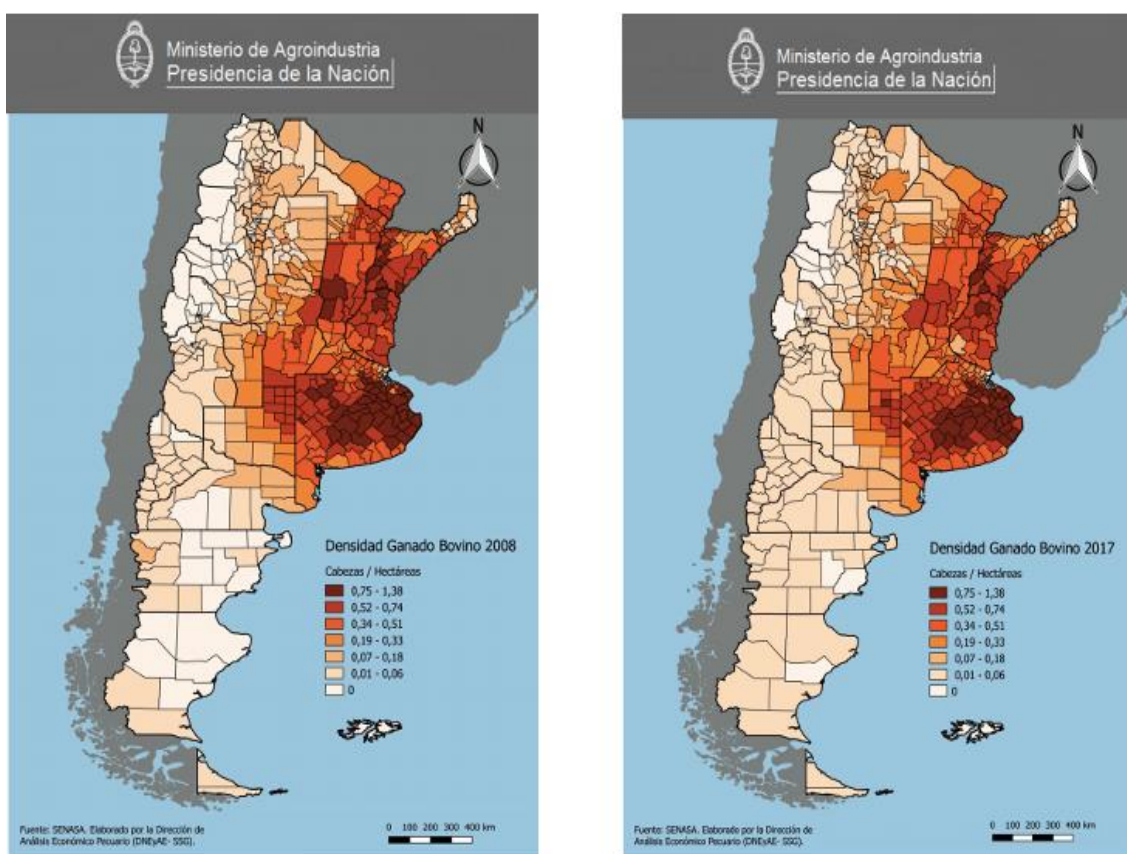 Ministerio de Agroindustria
Presidencia de la Nación
N
Densidad Ganado Bovino 2008
Cabezas / Hectáreas
0,75 - 1,38
0,52 - 0,74
0,34 - 0,51
0,19 - 0,33
0,07 - 0,18
0,01 - 0,06
0
Fuente: SENASA. Elaborado por la Dirección de
Análisis Económico Pecuario (DNEyAE- SSG).
0 100 200 300 400 km
Ministerio de Agroindustria
Presidencia de la Nación
N
Densidad Ganado Bovino 2017
Cabezas / Hectáreas
0,75 - 1,38
0,52 - 0,74
0,34 - 0,51
0,19 - 0,33
0,07 - 0,18
0,01 - 0,06
0
Fuente: SENASA. Elaborado por la Dirección de
Análisis Económico Pecuario (DNEyAE- SSG).
0 100 200 300 400 km